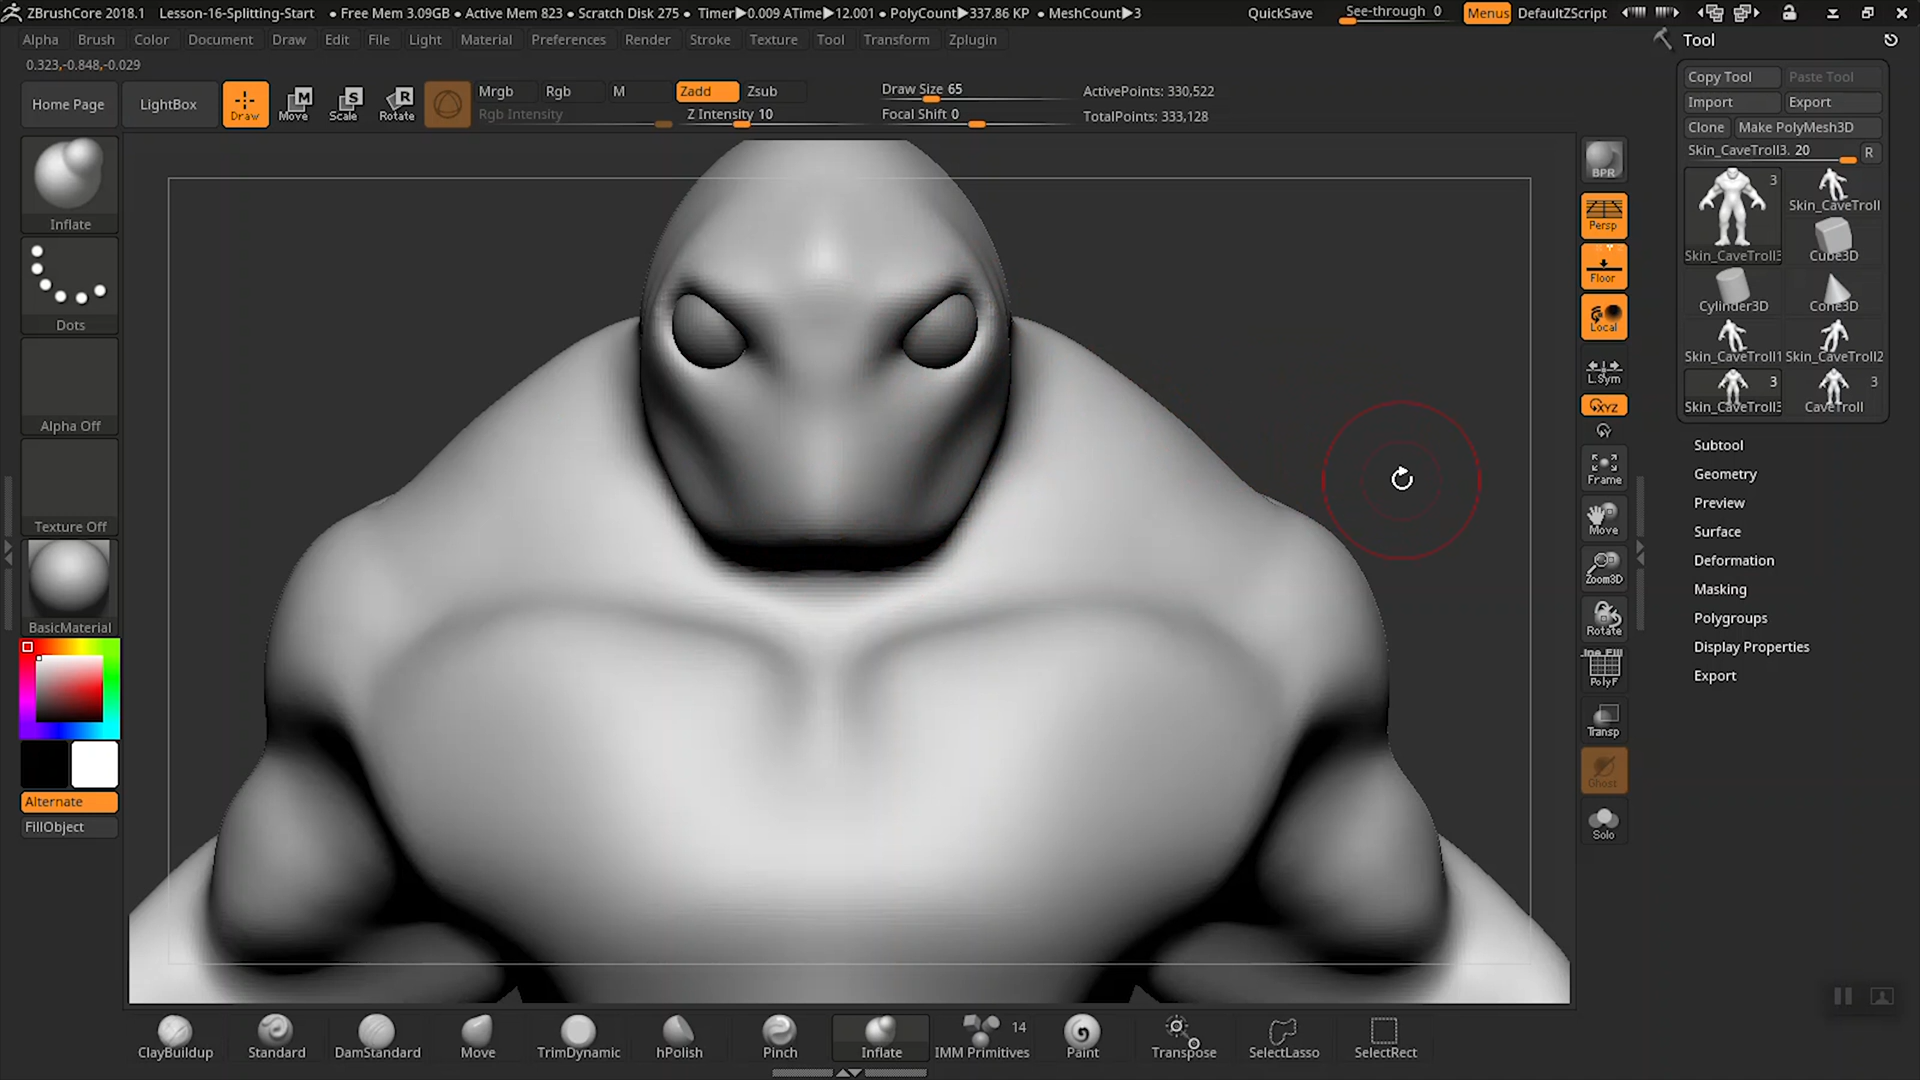 ZBrushCore 2018.1 Lesson-16-Splitting-Start • Free Mem 3.09GB • Active Mem 823 • Scratch Disk 275 • Timer▶0.009 ATime▶12.001 • PolyCount▶337.86 KP • MeshCount▶3 QuickSave See-through 0 Menus DefaultZScript
Alpha Brush Color Document Draw Edit File Light Material Preferences Render Stroke Texture Tool Transform Zplugin
Tool
0.323,-0.848,-0.029
Home Page
LightBox
Draw
Move
M
Scale
S
Rotate
R
Mrgb Rgb M Zadd Zsub
Rgb Intensity Z Intensity 10
Draw Size 65
Focal Shift 0
ActivePoints: 330,522
TotalPoints: 333,128
Inflate
Dots
Alpha Off
Texture Off
BasicMaterial
Alternate
FillObject
BPR
Persp
Floor
Local
L.Sym
XYZ
Y
Frame
Move
Zoom3D
Rotate
Line Fill
PolyF
Transp
Ghost
Solo
Copy Tool Paste Tool
Import Export
Clone Make PolyMesh3D
Skin_CaveTroll3. 20 R
3
Skin_CaveTroll3 Skin_CaveTroll
Cube3D
Cylinder3D Cone3D
Skin_CaveTroll1 Skin_CaveTroll2
3 3
Skin_CaveTroll3 CaveTroll
Subtool
Geometry
Preview
Surface
Deformation
Masking
Polygroups
Display Properties
Export
ClayBuildup Standard DamStandard Move TrimDynamic hPolish Pinch Inflate IMM Primitives 14 Paint Transpose SelectLasso SelectRect